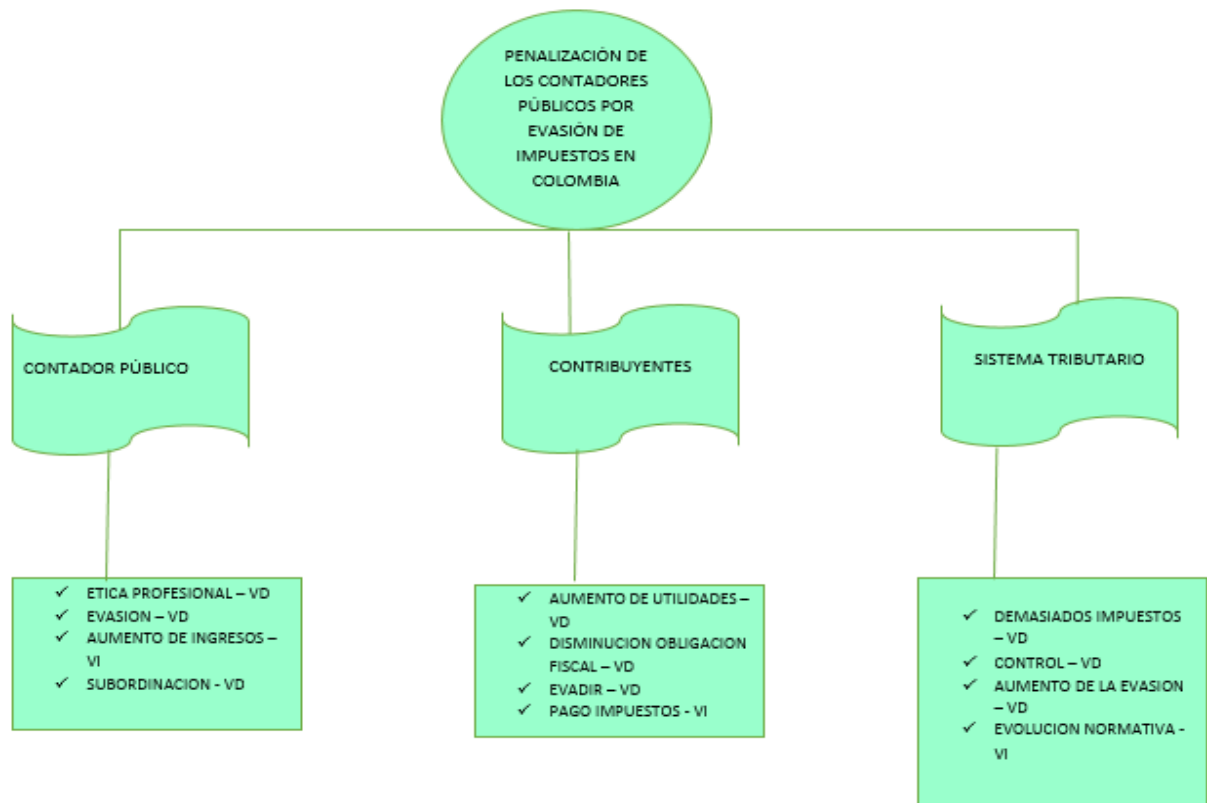 PENALIZACIÓN DE
LOS CONTADORES
PÚBLICOS POR
EVASIÓN DE
IMPUESTOS EN
COLOMBIA
CONTADOR PÚBLICO
CONTRIBUYENTES
SISTEMA TRIBUTARIO
✓ ETICA PROFESIONAL – VD
✓ EVASION – VD
✓ AUMENTO DE INGRESOS –
VI
✓ SUBORDINACION - VD
✓ AUMENTO DE UTILIDADES –
VD
✓ DISMINUCION OBLIGACION
FISCAL – VD
✓ EVADIR – VD
✓ PAGO IMPUESTOS - VI
✓ DEMASIADOS IMPUESTOS
– VD
✓ CONTROL – VD
✓ AUMENTO DE LA EVASION
– VD
✓ EVOLUCION NORMATIVA -
VI